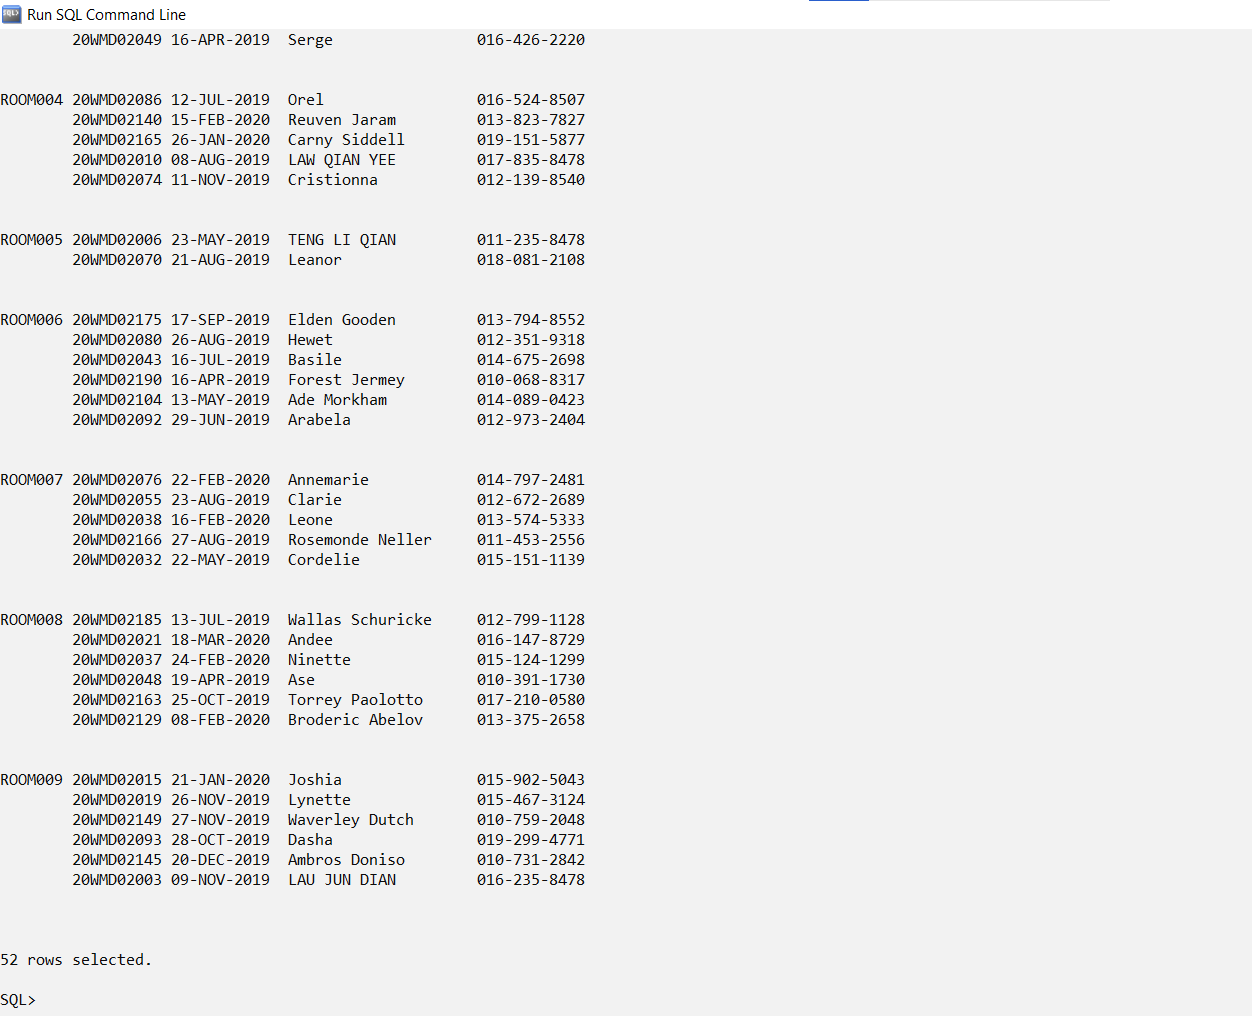 Run SQL Command Line
20WMD02049 16-APR-2019 Serge 016-426-2220
ROOM004 20WMD02086 12-JUL-2019 Orel 016-524-8507
20WMD02140 15-FEB-2020 Reuven Jaram 013-823-7827
20WMD02165 26-JAN-2020 Carny Siddell 019-151-5877
20WMD02010 08-AUG-2019 LAW QIAN YEE 017-835-8478
20WMD02074 11-NOV-2019 Cristionna 012-139-8540
ROOM005 20WMD02006 23-MAY-2019 TENG LI QIAN 011-235-8478
20WMD02070 21-AUG-2019 Leanor 018-081-2108
ROOM006 20WMD02175 17-SEP-2019 Elden Gooden 013-794-8552
20WMD02080 26-AUG-2019 Hewet 012-351-9318
20WMD02043 16-JUL-2019 Basile 014-675-2698
20WMD02190 16-APR-2019 Forest Jermey 010-068-8317
20WMD02104 13-MAY-2019 Ade Morkham 014-089-0423
20WMD02092 29-JUN-2019 Arabela 012-973-2404
ROOM007 20WMD02076 22-FEB-2020 Annemarie 014-797-2481
20WMD02055 23-AUG-2019 Clarie 012-672-2689
20WMD02038 16-FEB-2020 Leone 013-574-5333
20WMD02166 27-AUG-2019 Rosemonde Neller 011-453-2556
20WMD02032 22-MAY-2019 Cordelie 015-151-1139
ROOM008 20WMD02185 13-JUL-2019 Wallas Schuricke 012-799-1128
20WMD02021 18-MAR-2020 Andee 016-147-8729
20WMD02037 24-FEB-2020 Ninette 015-124-1299
20WMD02048 19-APR-2019 Ase 010-391-1730
20WMD02163 25-OCT-2019 Torrey Paolotto 017-210-0580
20WMD02129 08-FEB-2020 Broderic Abelov 013-375-2658
ROOM009 20WMD02015 21-JAN-2020 Joshia 015-902-5043
20WMD02019 26-NOV-2019 Lynette 015-467-3124
20WMD02149 27-NOV-2019 Waverley Dutch 010-759-2048
20WMD02093 28-OCT-2019 Dasha 019-299-4771
20WMD02145 20-DEC-2019 Ambros Doniso 010-731-2842
20WMD02003 09-NOV-2019 LAU JUN DIAN 016-235-8478
52 rows selected.
SQL>